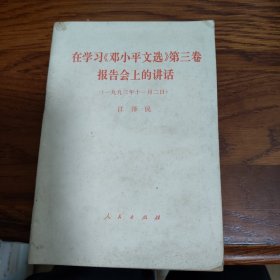 在学习《邓小平文选》第三卷
报告会上的讲话
(一九九三年十一月二日)
江泽民
人民出版社